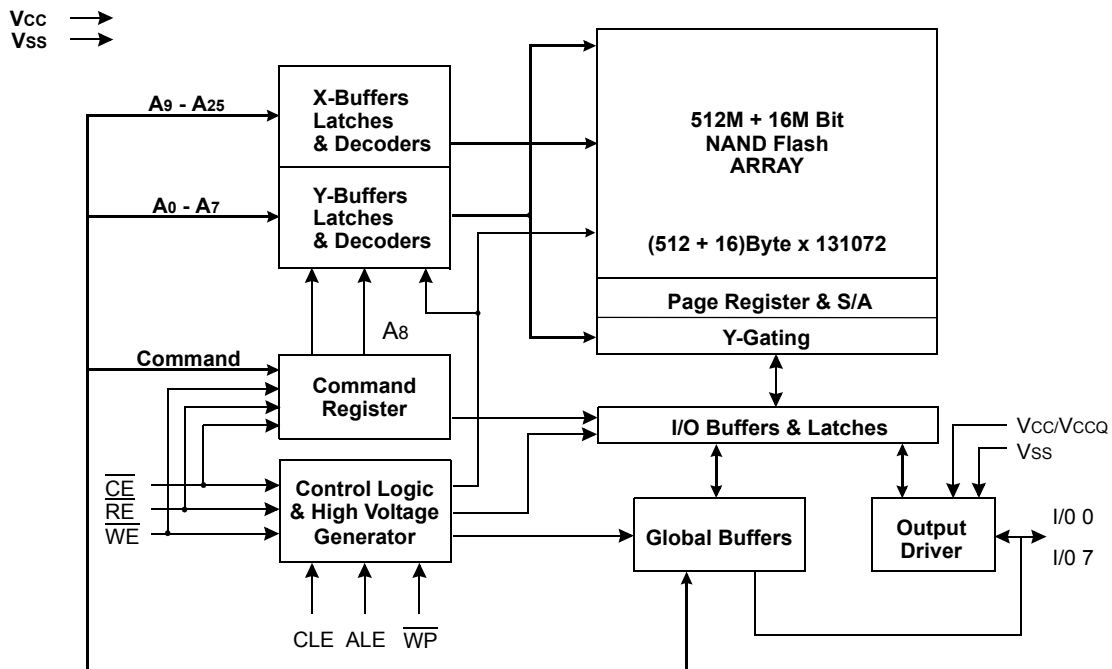 VCC
VSS
A9 - A25
X-Buffers
Latches
& Decoders
A0 - A7
Y-Buffers
Latches
& Decoders
512M + 16M Bit
NAND Flash
ARRAY
(512 + 16)Byte x 131072
Page Register & S/A
Y-Gating
A8
Command
Command
Register
I/O Buffers & Latches
VCC/VCCQ
VSS
CE
RE
WE
Control Logic
& High Voltage
Generator
Global Buffers
Output
Driver
I/0 0
I/0 7
CLE
ALE
WP